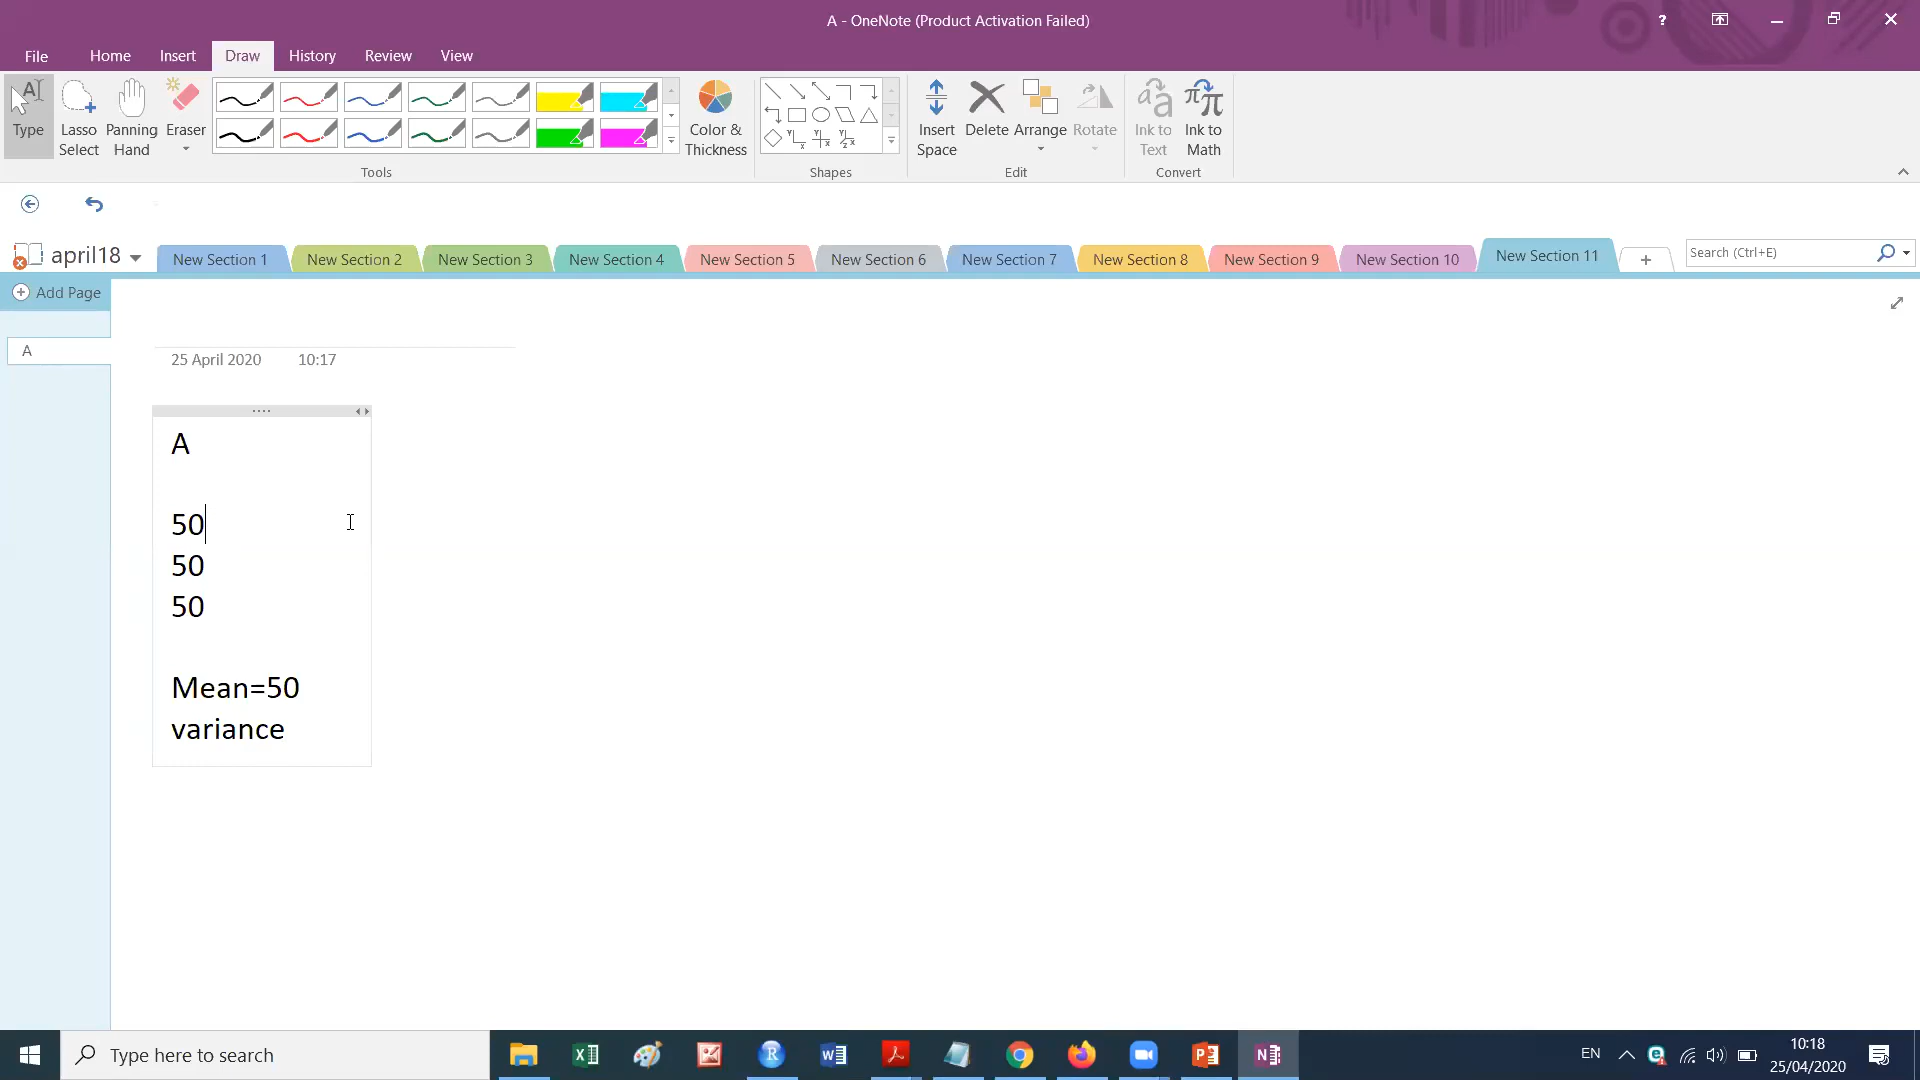 A - OneNote (Product Activation Failed)
?
File Home Insert Draw History Review View
Type
Lasso Select
Panning Hand
Eraser
Color & Thickness
Insert Space
Delete
Arrange
Rotate
Ink to Text
Ink to Math
Tools
Shapes
Edit
Convert
april18
New Section 1
New Section 2
New Section 3
New Section 4
New Section 5
New Section 6
New Section 7
New Section 8
New Section 9
New Section 10
New Section 11
+
Search (Ctrl+E)
Add Page
A
25 April 2020 10:17
A
50
50
50
Mean=50
variance
Type here to search
EN
10:18
25/04/2020